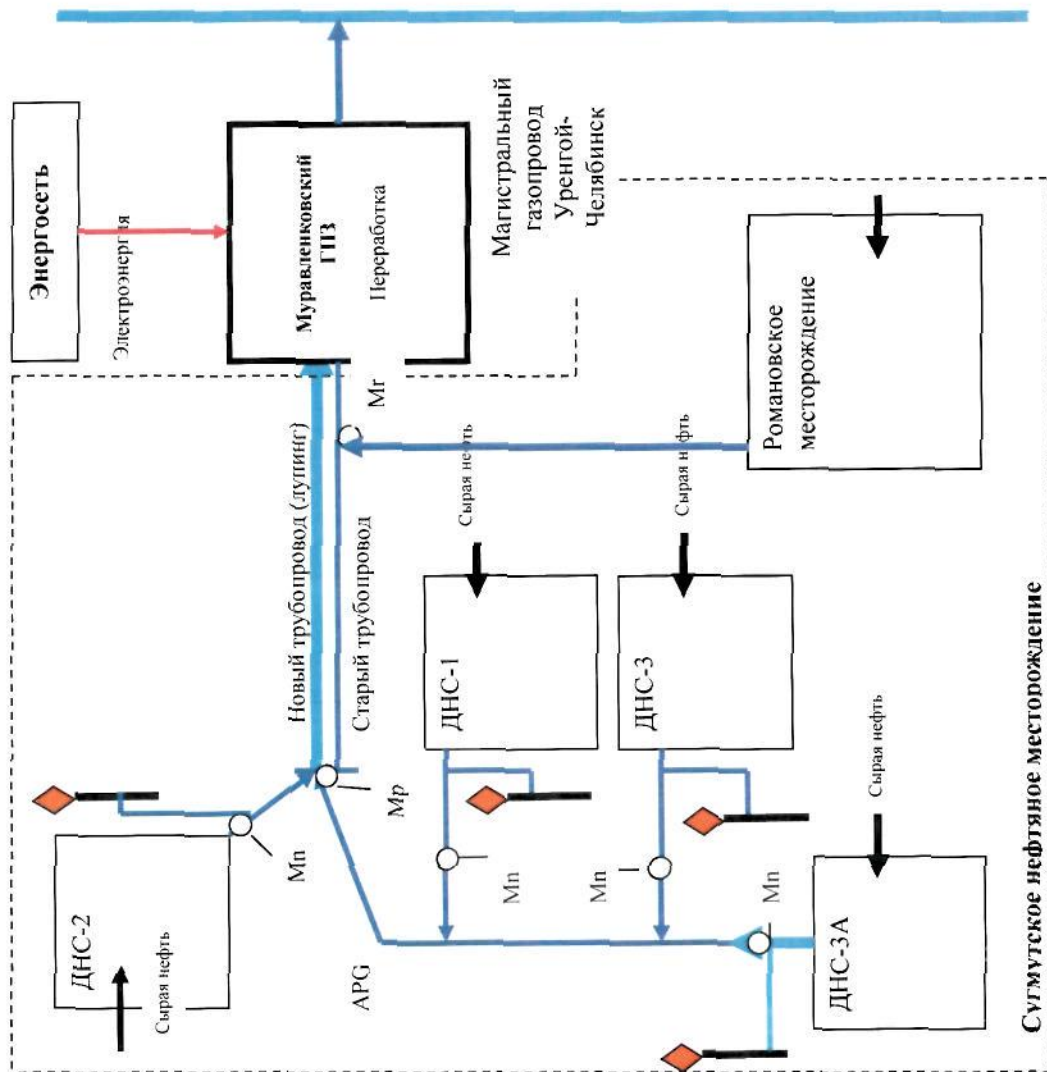 Энергосеть
Электроэнергия
Муравленковский
ГПЗ
Переработка
Магистральный
газопровод
Уренгой-
Челябинск
Новый трубопровод (лупинг)
Старый трубопровод
Mr
Сырая нефть
Сырая нефть
Романовское
месторождение
ДНС-1
ДНС-3
Mp
Mn
Mn
Mn
Mn
ДНС-2
Сырая нефть
APG
Сырая нефть
ДНС-3А
Сугмутское нефтяное месторождение